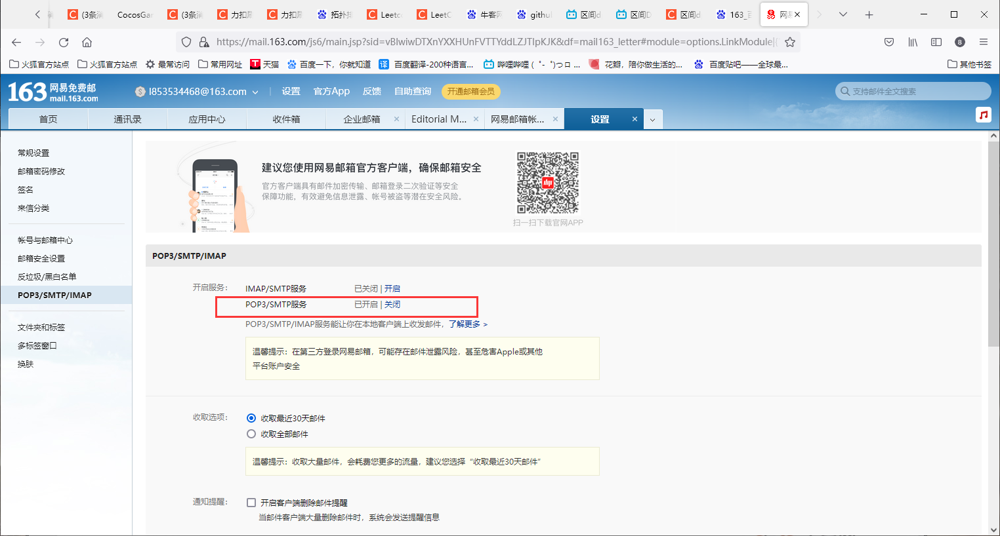 (3条消
CocosGar
(3条消
力扣刷
力扣刷
拓扑排
Leetco
LeetC
牛客网
githu
区间d
区间D
区间d
163_百
网易
https://mail.163.com/js6/main.jsp?sid=vBIwiwDTXnYXXHUnFVTTYddLZJTIpKJK&df=mail163_letter#module=options.LinkModule|{
8
火狐官方站点
火狐官方站点
最常访问
常用网址
天猫
百度一下，你就知道
译 百度翻译-200种语言...
哔哩哔哩 ( ゜- ゜)つロ ...
花瓣，陪你做生活的...
百度贴吧——全球最...
其他书签
163 网易免费邮
mail.163.com
l853534468@163.com
设置
官方App
反馈
自助查询
开通邮箱会员
支持邮件全文搜索
首页
通讯录
应用中心
收件箱
企业邮箱
Editorial M...
网易邮箱帐...
设置
常规设置
邮箱密码修改
签名
来信分类
帐号与邮箱中心
邮箱安全设置
反垃圾/黑白名单
POP3/SMTP/IMAP
文件夹和标签
多标签窗口
换肤
建议您使用网易邮箱官方客户端，确保邮箱安全
官方客户端具有邮件加密传输、邮箱登录二次验证等安全
保障功能，有效避免信息泄露、帐号被盗等潜在安全风险。
扫一扫下载官网APP
POP3/SMTP/IMAP
开启服务：
IMAP/SMTP服务 已关闭 | 开启
POP3/SMTP服务 已开启 | 关闭
POP3/SMTP/IMAP服务能让你在本地客户端上收发邮件，了解更多 >
温馨提示：在第三方登录网易邮箱，可能存在邮件泄露风险，甚至危害Apple或其他
平台账户安全
收取选项：
收取最近30天邮件
收取全部邮件
温馨提示：收取大量邮件，会耗费您更多的流量，建议您选择“收取最近30天邮件”
通知提醒：
开启客户端删除邮件提醒
当邮件客户端大量删除邮件时，系统会发送提醒信息